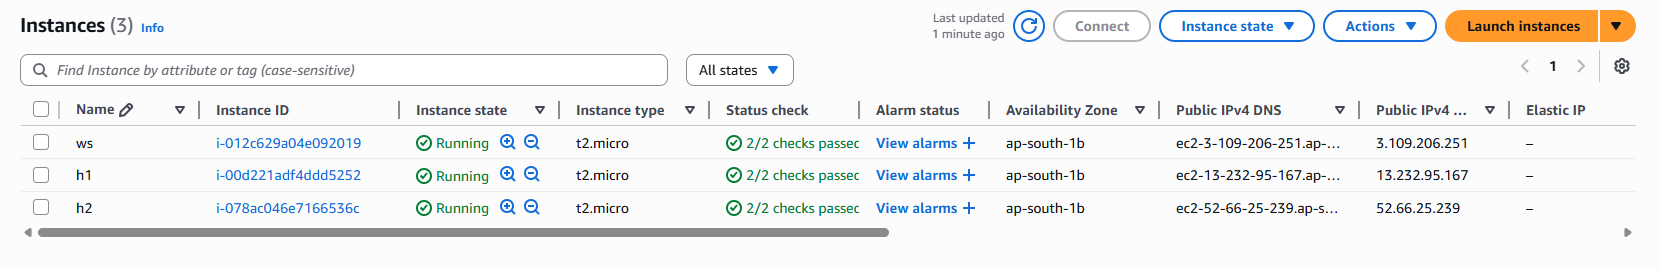 Instances (3) Info
Last updated
1 minute ago
Connect
Instance state
Actions
Launch instances
Find Instance by attribute or tag (case-sensitive)
All states
1
Name Instance ID Instance state Instance type Status check Alarm status Availability Zone Public IPv4 DNS Public IPv4 ... Elastic IP
ws i-012c629a04e092019 Running t2.micro 2/2 checks passed View alarms + ap-south-1b ec2-3-109-206-251.ap-... 3.109.206.251 –
h1 i-00d221adf4ddd5252 Running t2.micro 2/2 checks passed View alarms + ap-south-1b ec2-13-232-95-167.ap-... 13.232.95.167 –
h2 i-078ac046e7166536c Running t2.micro 2/2 checks passed View alarms + ap-south-1b ec2-52-66-25-239.ap-s... 52.66.25.239 –